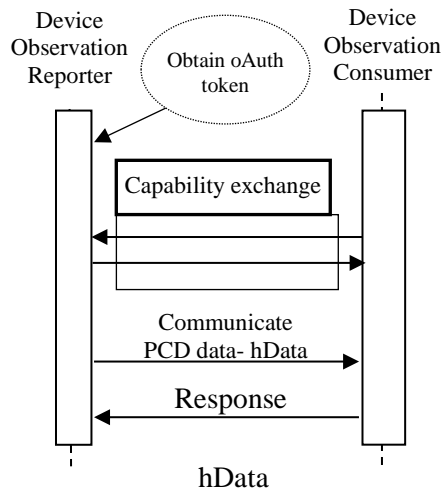 Device
Observation
Reporter
Obtain oAuth
token
Device
Observation
Consumer
Capability exchange
Communicate
PCD data- hData
Response
hData